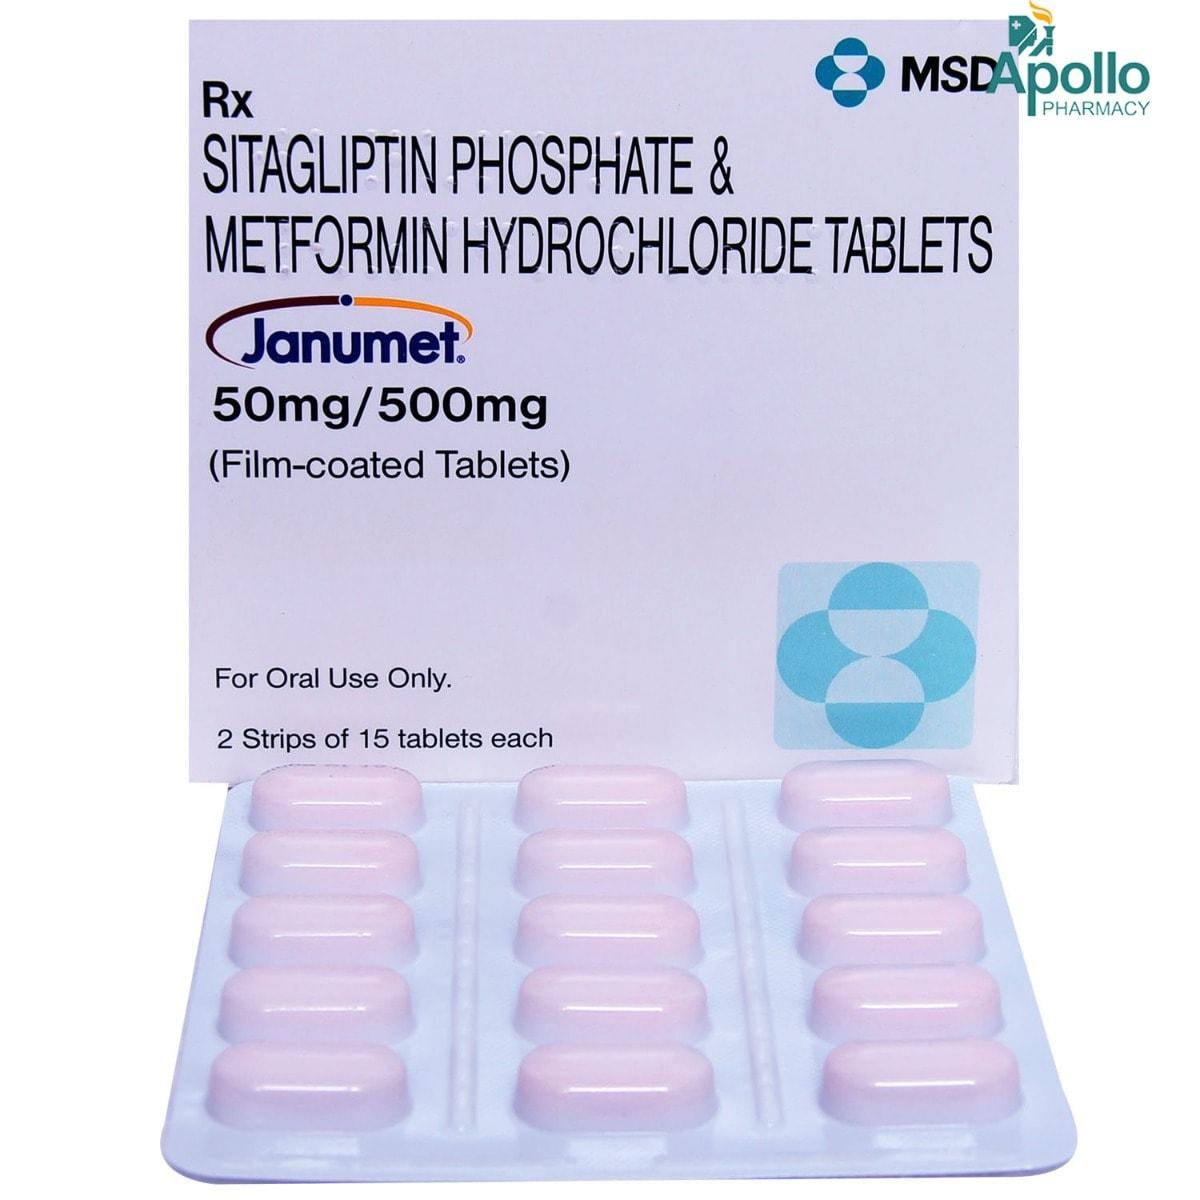 MSD
Apollo
PHARMACY
Rx
SITAGLIPTIN PHOSPHATE &
METFORMIN HYDROCHLORIDE TABLETS
Janumet®
50mg/500mg
(Film-coated Tablets)
For Oral Use Only.
2 Strips of 15 tablets each